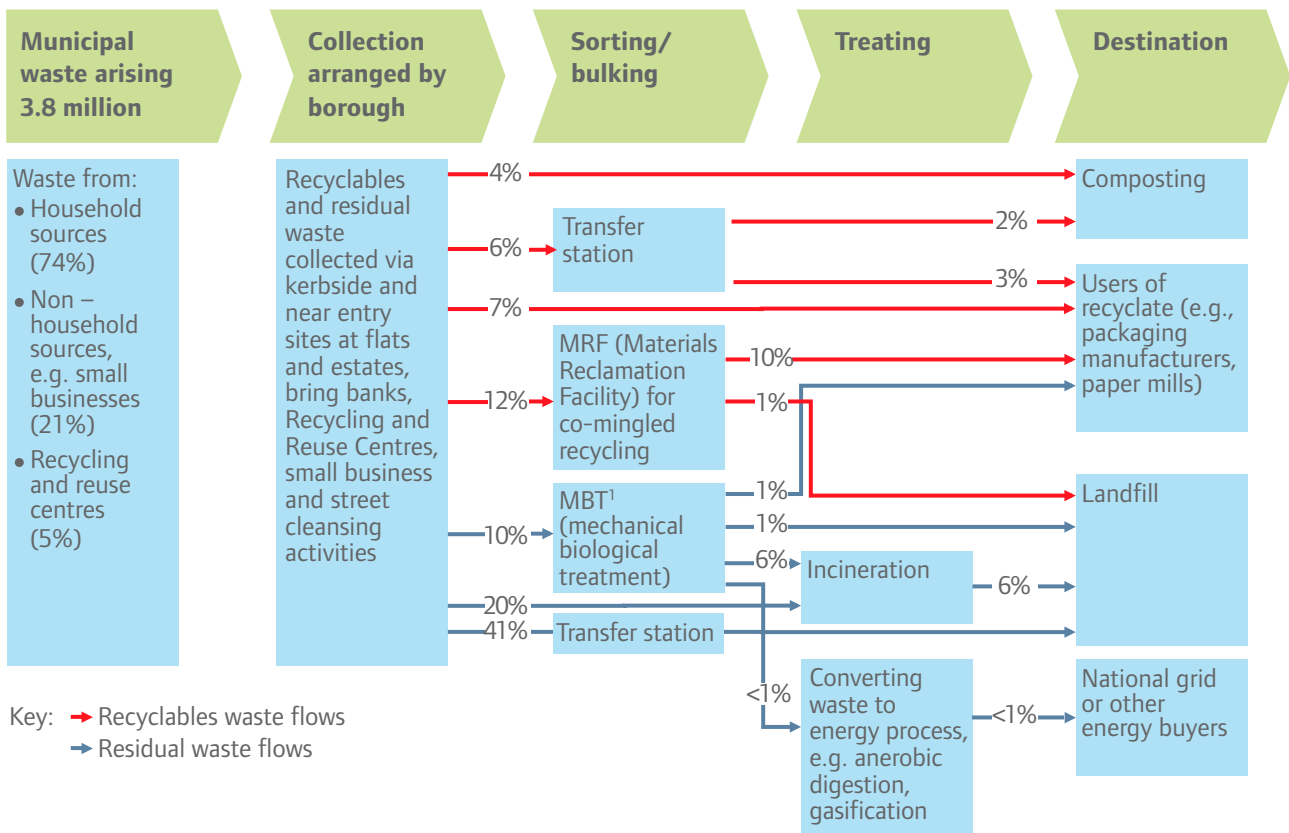 Municipal
waste arising
3.8 million
Collection
arranged by
borough
Sorting/
bulking
Treating
Destination
Waste from:
• Household
sources
(74%)
• Non –
household
sources,
e.g. small
businesses
(21%)
• Recycling
and reuse
centres
(5%)
Recyclables
and residual
waste
collected via
kerbside and
near entry
sites at flats
and estates,
bring banks,
Recycling and
Reuse Centres,
small business
and street
cleansing
activities
4%
6%
7%
12%
10%
20%
41%
Transfer
station
MRF (Materials
Reclamation
Facility) for
co-mingled
recycling
MBT1
(mechanical
biological
treatment)
Transfer station
2%
3%
10%
1%
1%
1%
6%
<1%
Incineration
6%
Converting
waste to
energy process,
e.g. anerobic
digestion,
gasification
<1%
Composting
Users of
recyclate (e.g.,
packaging
manufacturers,
paper mills)
Landfill
National grid
or other
energy buyers
Key: Recyclables waste flows
Residual waste flows